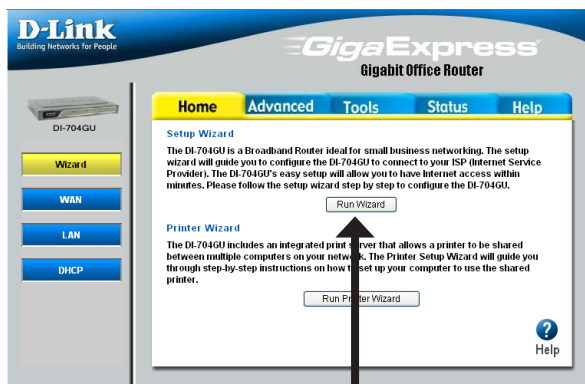 D-Link
Building Networks for People
GigaExpress
Gigabit Office Router
DI-704GU
Home Advanced Tools Status Help
Wizard
WAN
LAN
DHCP
Setup Wizard
The DI-704GU is a Broadband Router ideal for small business networking. The setup
wizard will guide you to configure the DI-704GU to connect to your ISP (Internet Service
Provider). The DI-704GU's easy setup will allow you to have Internet access within
minutes. Please follow the setup wizard step by step to configure the DI-704GU.
Run Wizard
Printer Wizard
The DI-704GU includes an integrated print server that allows a printer to be shared
between multiple computers on your network. The Printer Setup Wizard will guide you
through step-by-step instructions on how to set up your computer to use the shared
printer.
Run Printer Wizard
Help